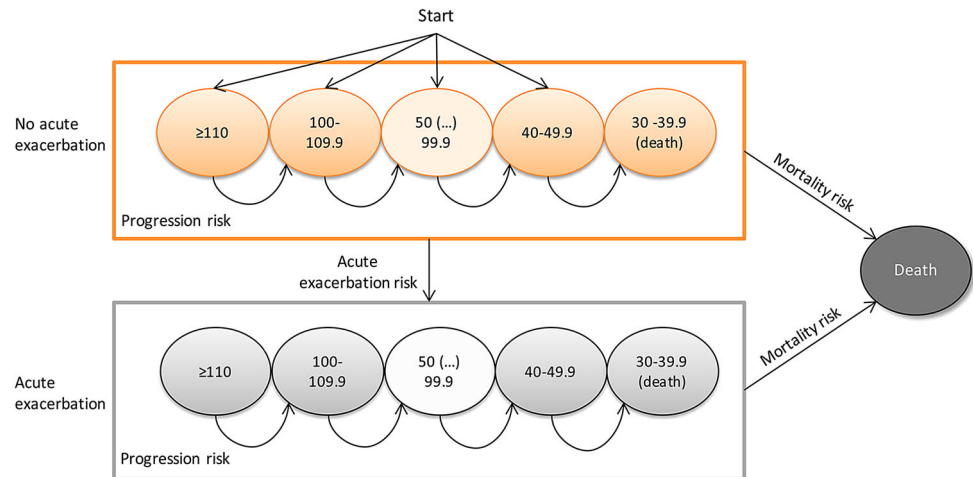 Start
No acute
exacerbation
≥110
100-
109.9
50 (...)
99.9
40-49.9
30 -39.9
(death)
Progression risk
Mortality risk
Acute
exacerbation risk
Death
Acute
exacerbation
≥110
100-
109.9
50 (...)
99.9
40-49.9
30-39.9
(death)
Progression risk
Mortality risk